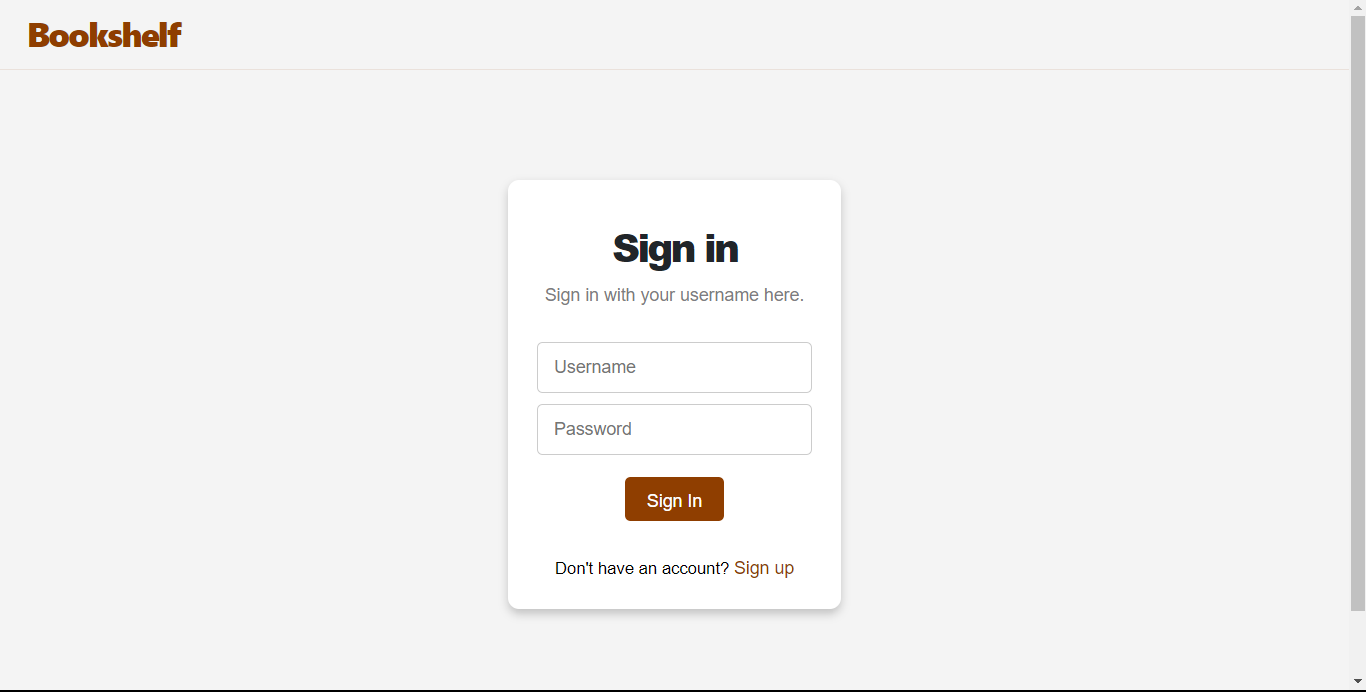 Bookshelf
Sign in
Sign in with your username here.
Username
Password
Sign In
Don't have an account? Sign up